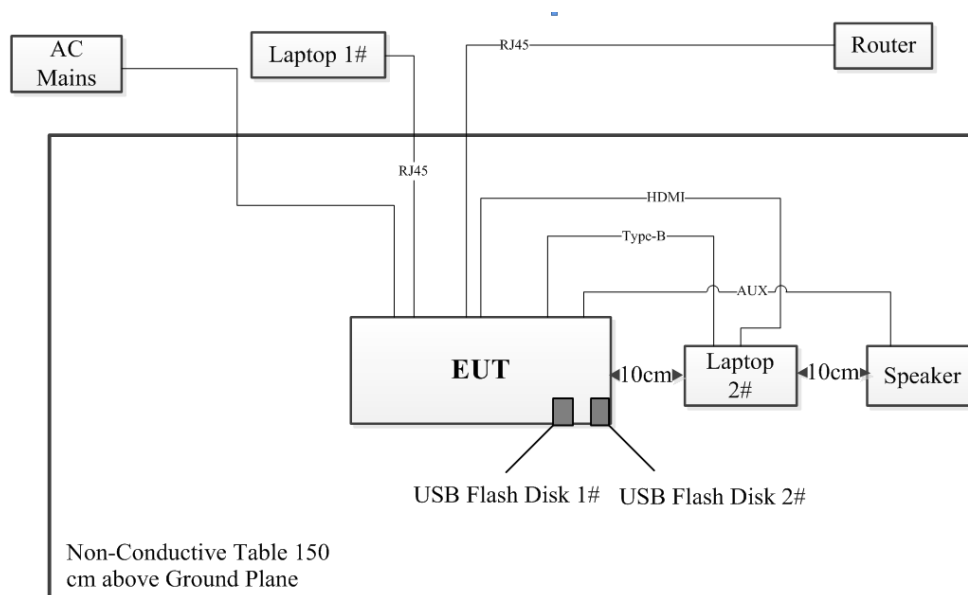 AC
Mains
Laptop 1#
RJ45
Router
RJ45
HDMI
Type-B
AUX
EUT
10cm
Laptop
2#
10cm
Speaker
USB Flash Disk 1#
USB Flash Disk 2#
Non-Conductive Table 150
cm above Ground Plane